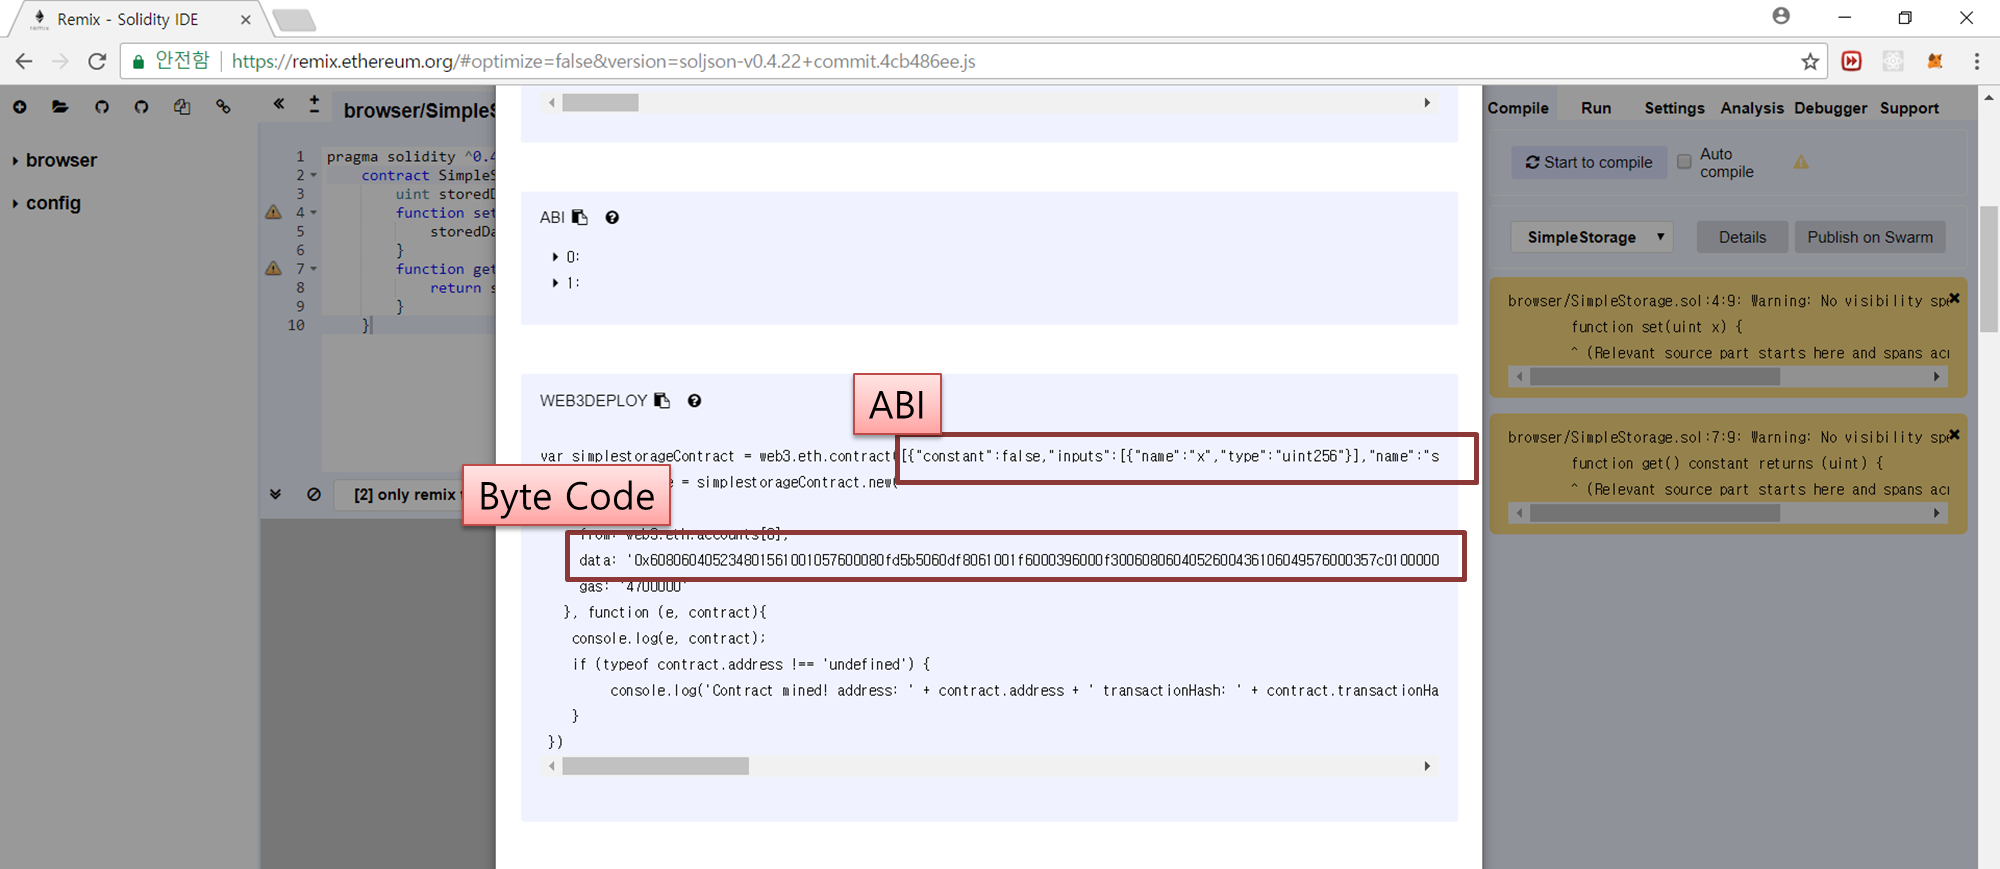 Remix - Solidity IDE
안전함 https://remix.ethereum.org/#optimize=false&version=soljson-v0.4.22+commit.4cb486ee.js
browser
config
browser/SimpleS
1 pragma solidity ^0.4
2 contract SimpleS
3 uint storedD
4 function set
5 storedDa
6 }
7 function get
8 return s
9 }
10 }
[2] only remix t
ABI
0:
1:
WEB3DEPLOY
ABI
var simplestorageContract = web3.eth.contract([{"constant":false,"inputs":[{"name":"x","type":"uint256"}],"name":"s
Byte Code
e = simplestorageContract.new(
from: web3.eth.accounts[0],
data: '0x608060405234801561001057600080fd5b5060df8061001f6000396000f3006080604052600436106049576000357c0100000
gas: '4700000'
}, function (e, contract){
console.log(e, contract);
if (typeof contract.address !== 'undefined') {
console.log('Contract mined! address: ' + contract.address + ' transactionHash: ' + contract.transactionHa
}
})
Compile Run Settings Analysis Debugger Support
Start to compile
Auto
compile
SimpleStorage Details Publish on Swarm
browser/SimpleStorage.sol:4:9: Warning: No visibility spe
function set(uint x) {
^ (Relevant source part starts here and spans acr
browser/SimpleStorage.sol:7:9: Warning: No visibility spe
function get() constant returns (uint) {
^ (Relevant source part starts here and spans acr